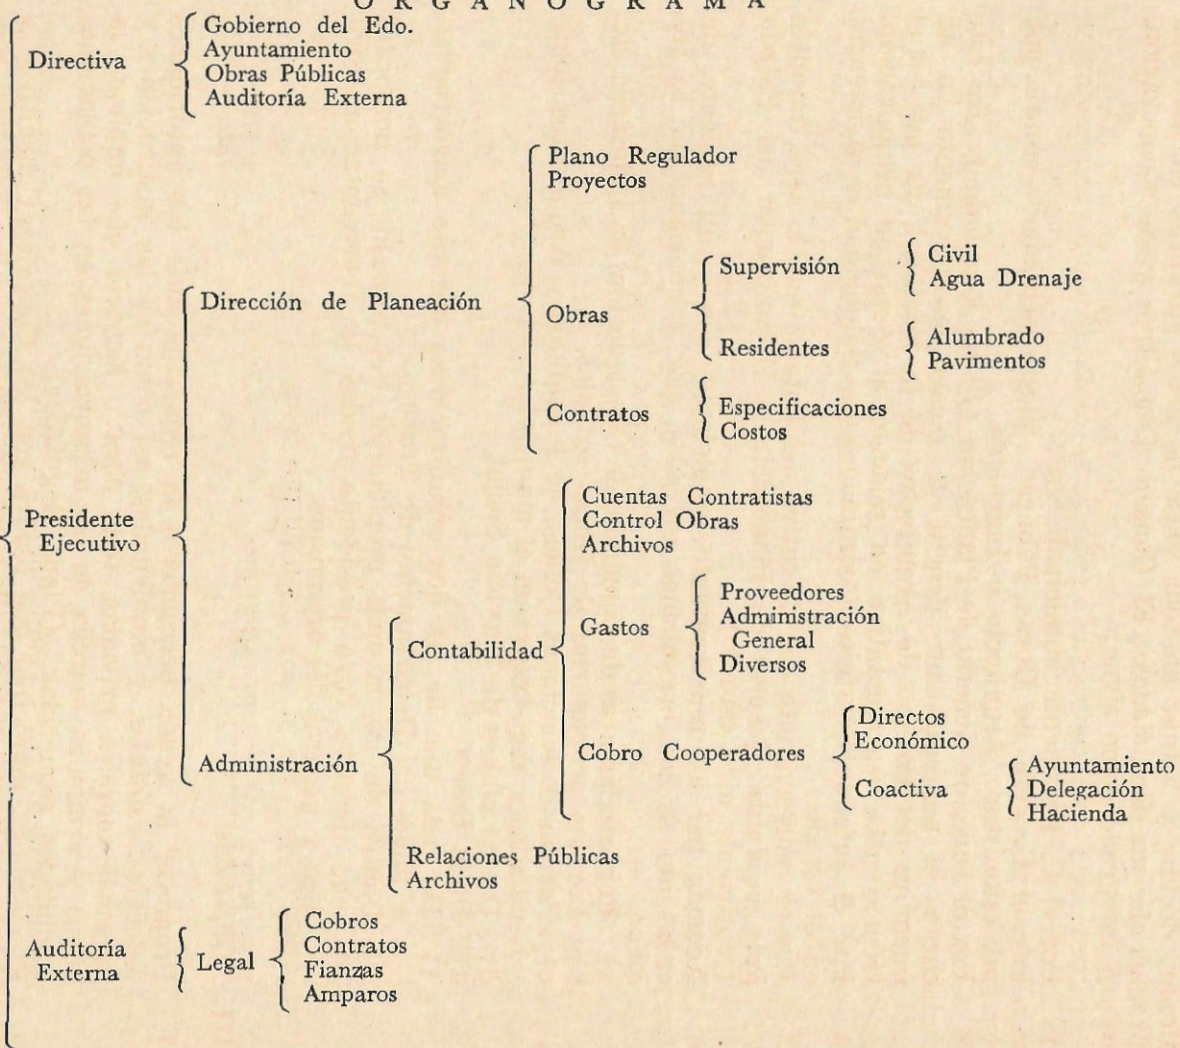 O R G A N O G R A M A
Directiva
Gobierno del Edo.
Ayuntamiento
Obras Públicas
Auditoría Externa
Presidente
Ejecutivo
Dirección de Planeación
Plano Regulador
Proyectos
Obras
Supervisión
Civil
Agua Drenaje
Residentes
Alumbrado
Pavimentos
Contratos
Especificaciones
Costos
Administración
Contabilidad
Cuentas Contratistas
Control Obras
Archivos
Gastos
Proveedores
Administración
General
Diversos
Cobro Cooperadores
Directos
Económico
Coactiva
Ayuntamiento
Delegación
Hacienda
Relaciones Públicas
Archivos
Auditoría
Externa
Legal
Cobros
Contratos
Fianzas
Amparos